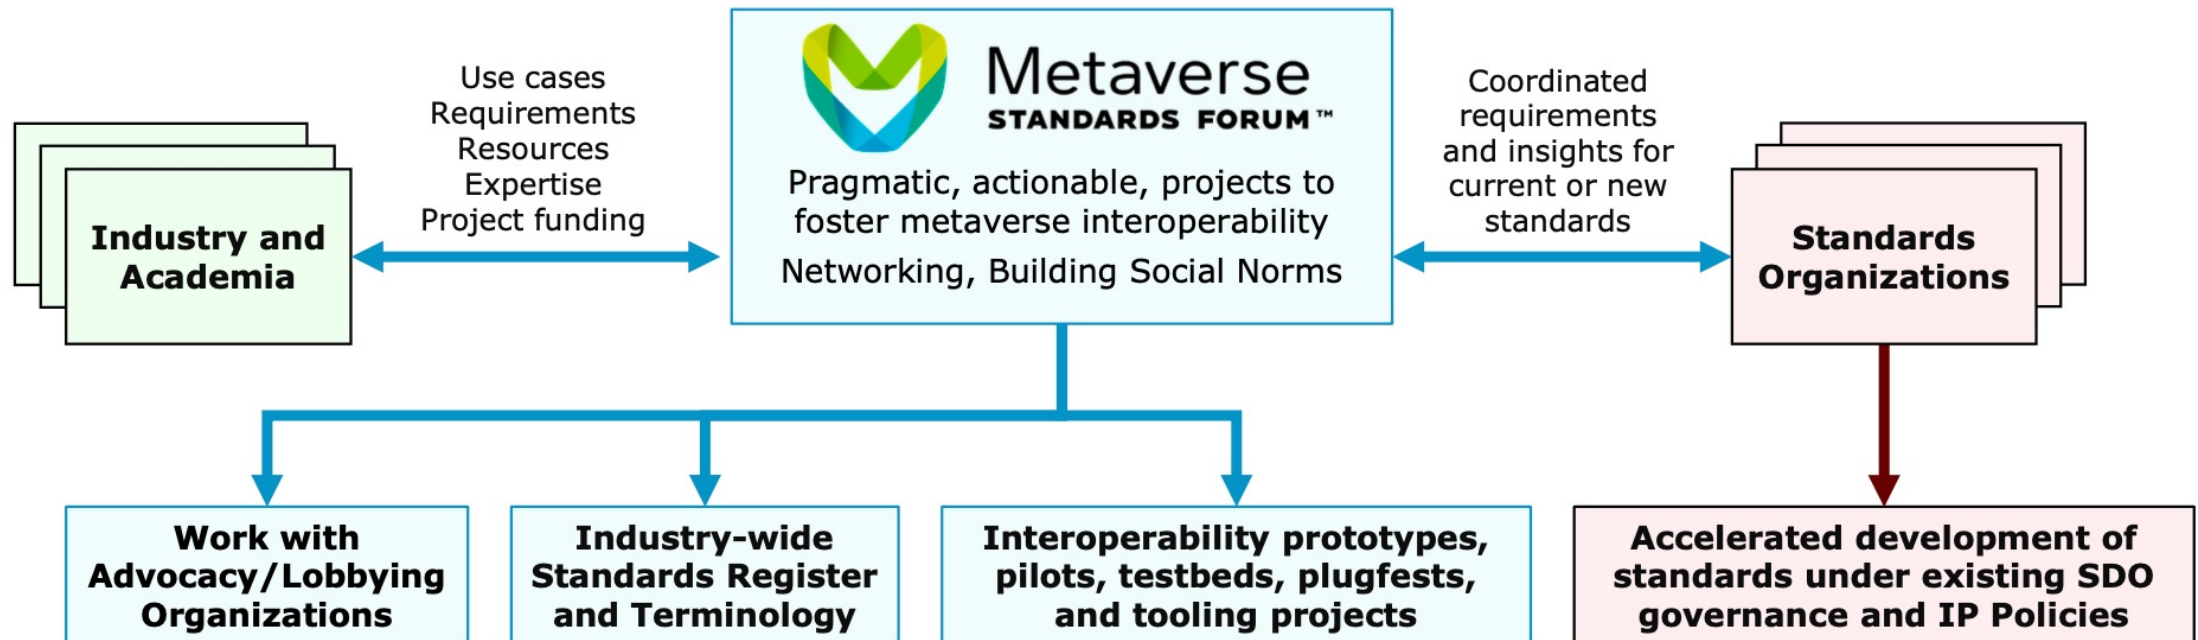 Use cases
Requirements
Resources
Expertise
Project funding
Industry and
Academia
Metaverse
STANDARDS FORUM™
Pragmatic, actionable, projects to
foster metaverse interoperability
Networking, Building Social Norms
Coordinated
requirements
and insights for
current or new
standards
Standards
Organizations
Work with
Advocacy/Lobbying
Organizations
Industry-wide
Standards Register
and Terminology
Interoperability prototypes,
pilots, testbeds, plugfests,
and tooling projects
Accelerated development of
standards under existing SDO
governance and IP Policies